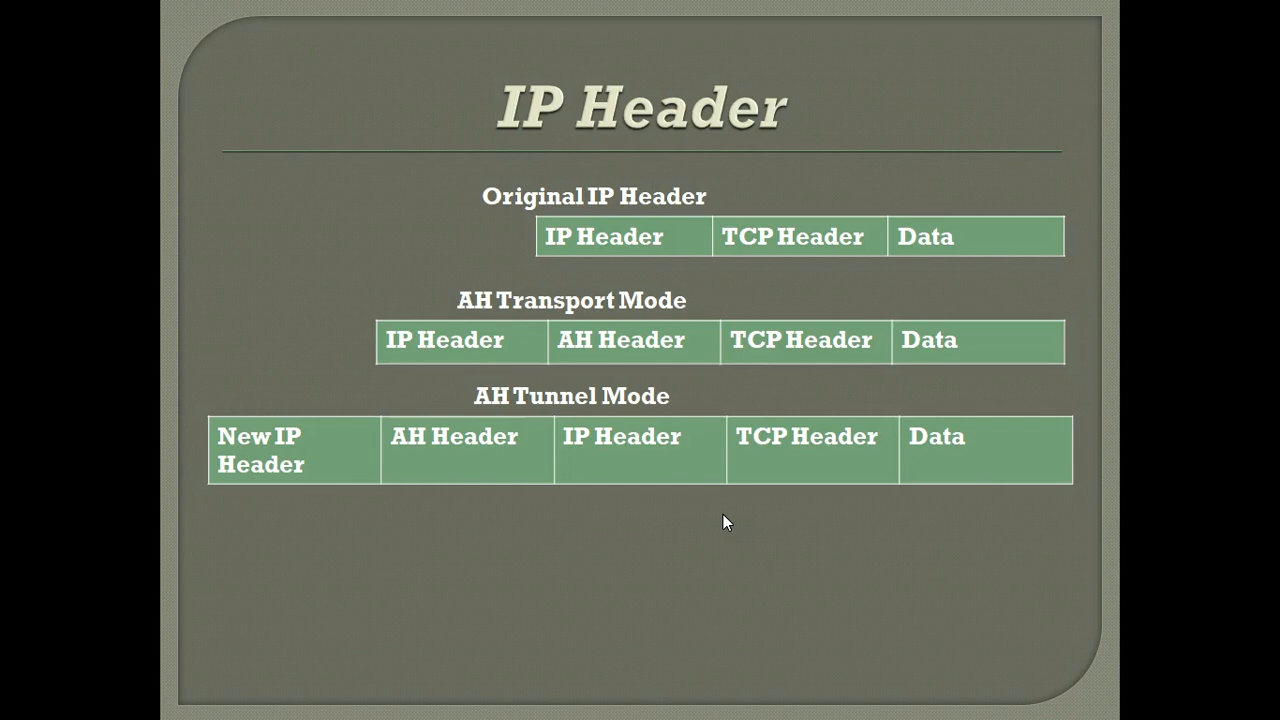 IP Header
Original IP Header
IP Header TCP Header Data
AH Transport Mode
IP Header AH Header TCP Header Data
AH Tunnel Mode
New IP Header AH Header IP Header TCP Header Data